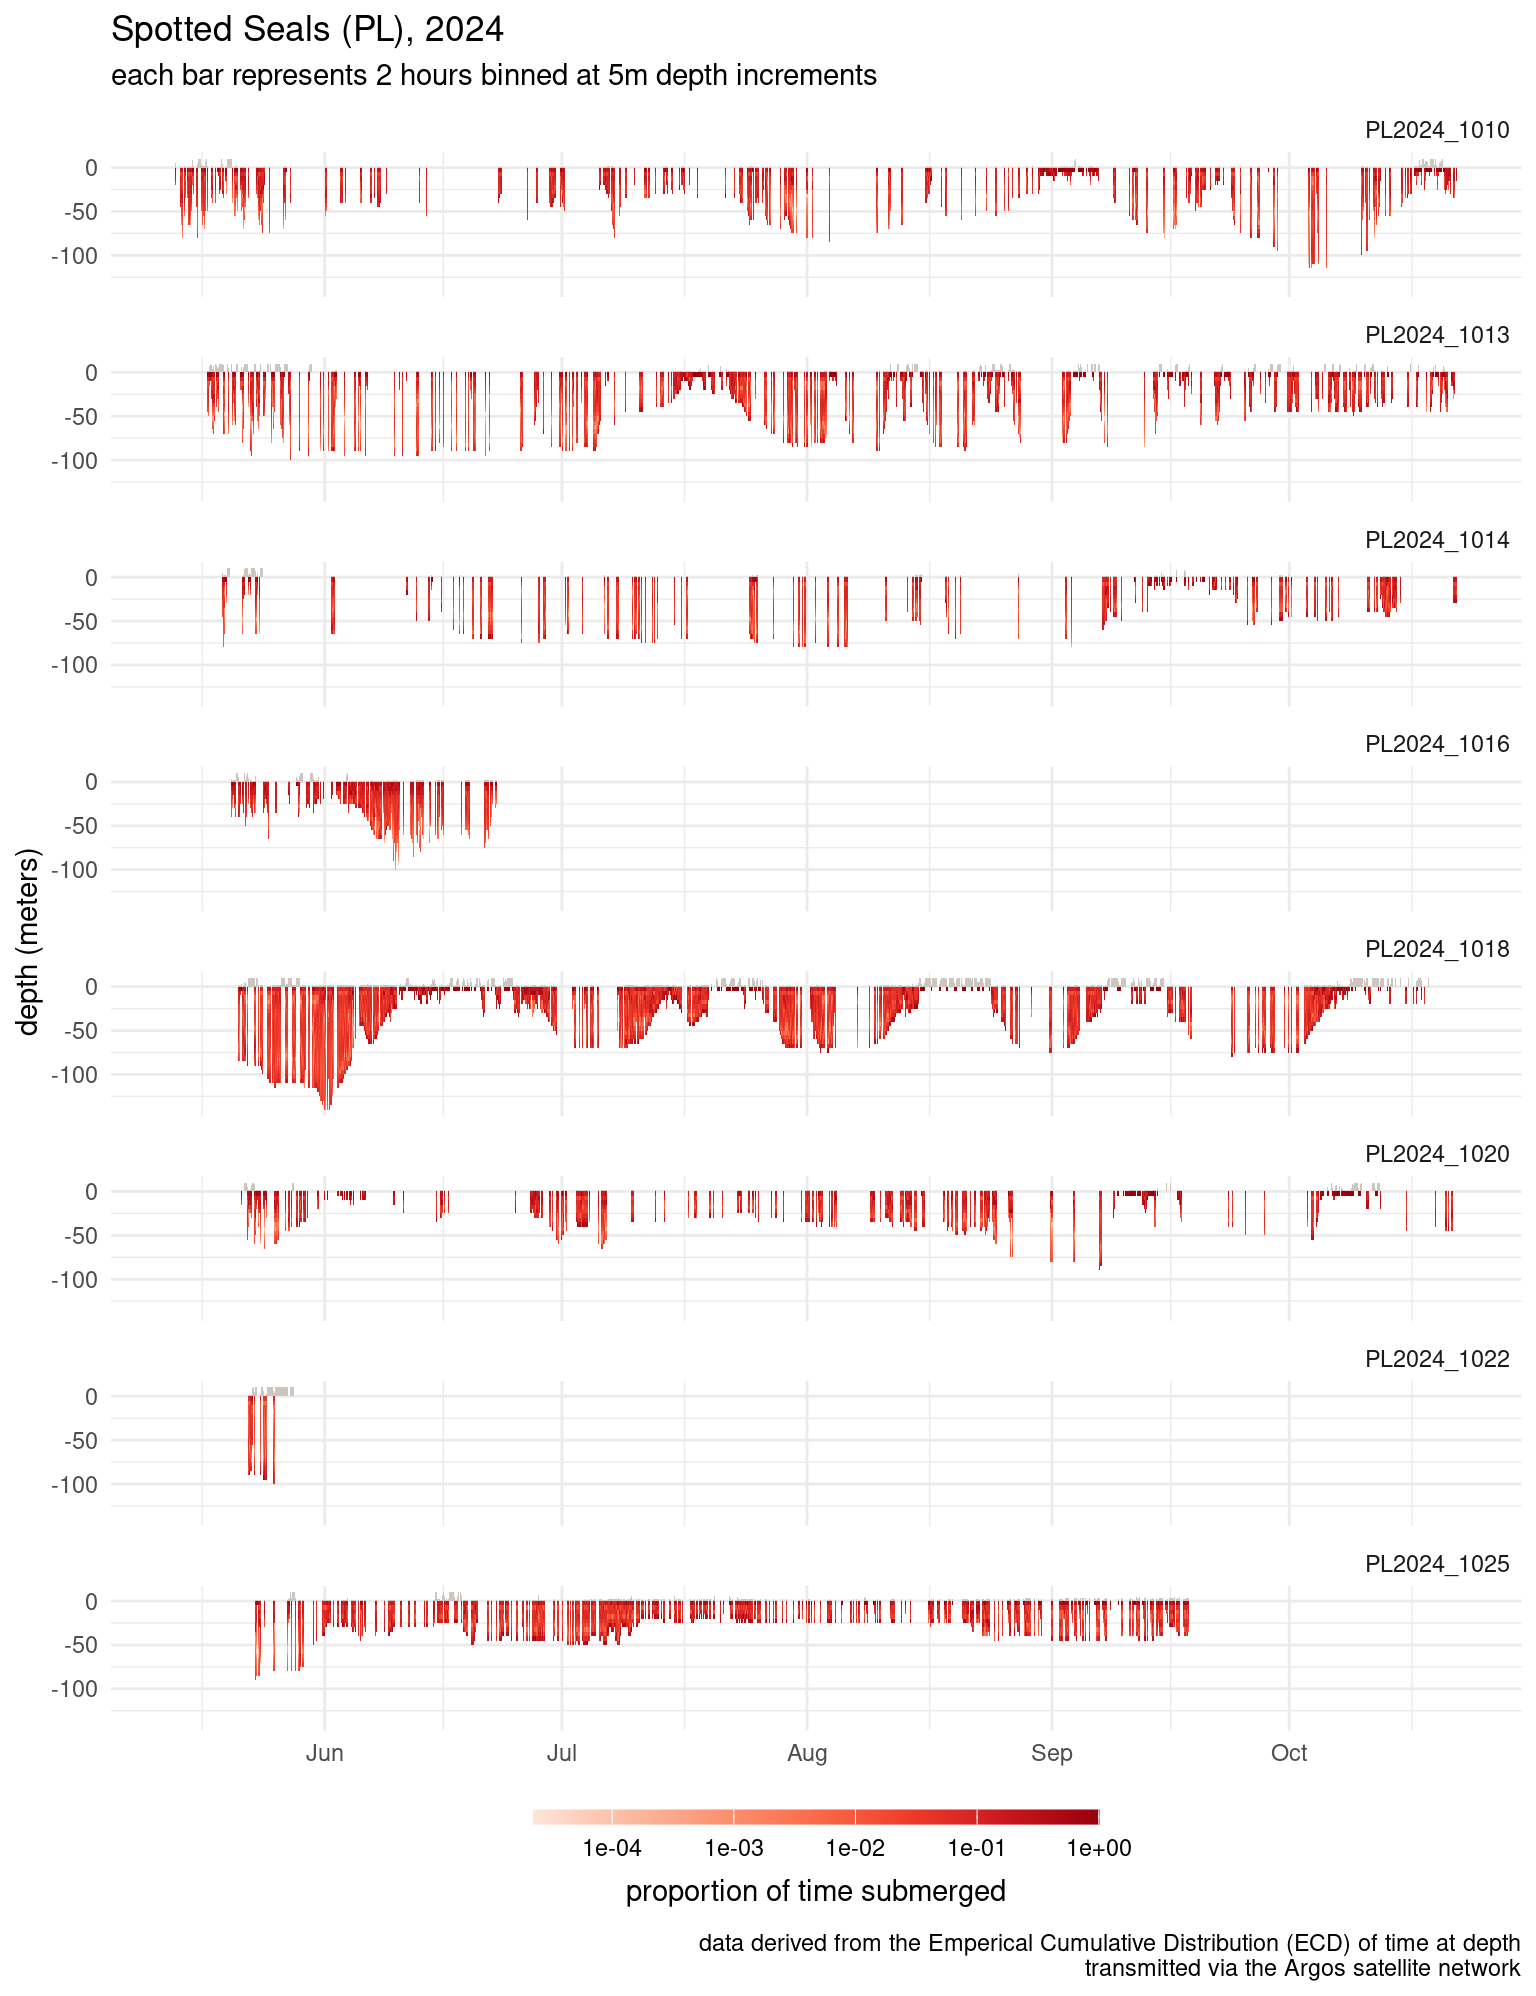 Spotted Seals (PL), 2024
each bar represents 2 hours binned at 5m depth increments
PL2024_1010
0
-50
-100
PL2024_1013
0
-50
-100
PL2024_1014
0
-50
-100
PL2024_1016
0
-50
-100
depth (meters)
PL2024_1018
0
-50
-100
PL2024_1020
0
-50
-100
PL2024_1022
0
-50
-100
PL2024_1025
0
-50
-100
Jun Jul Aug Sep Oct
1e-04 1e-03 1e-02 1e-01 1e+00
proportion of time submerged
data derived from the Emperical Cumulative Distribution (ECD) of time at depth
transmitted via the Argos satellite network